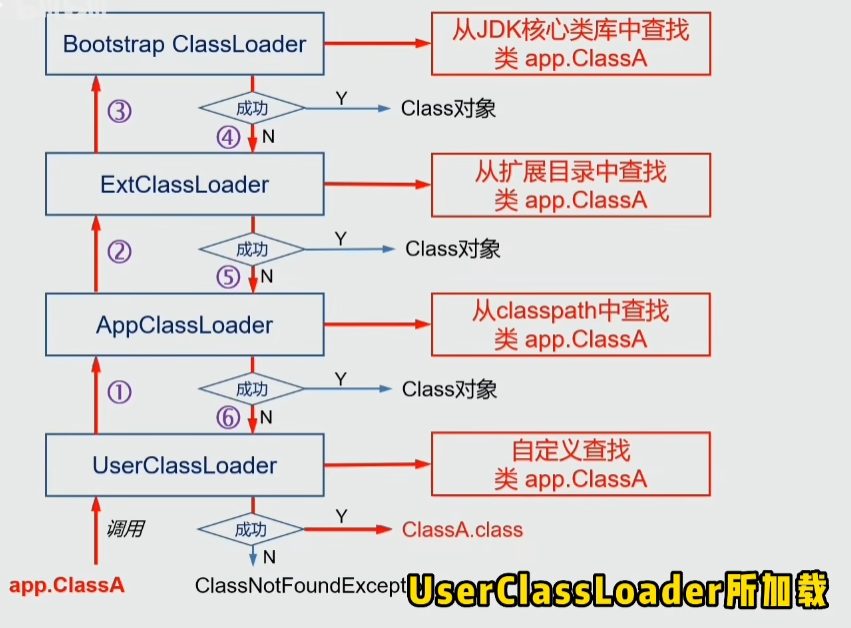 Bootstrap ClassLoader
从JDK核心类库中查找
类 app.ClassA
③
成功
Y
Class对象
④
N
ExtClassLoader
从扩展目录中查找
类 app.ClassA
②
成功
Y
Class对象
⑤
N
AppClassLoader
从classpath中查找
类 app.ClassA
①
成功
Y
Class对象
⑥
N
UserClassLoader
自定义查找
类 app.ClassA
调用
成功
Y
ClassA.class
N
app.ClassA
ClassNotFoundExcept
UserClassLoader所加载